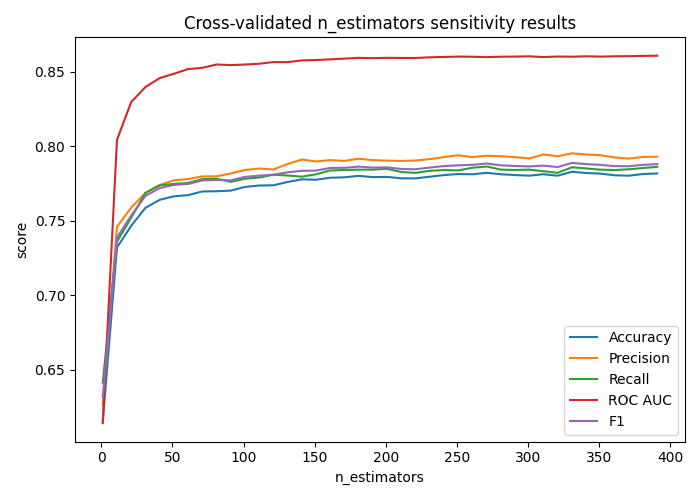 Cross-validated n_estimators sensitivity results
score
0.85
0.80
0.75
0.70
0.65
0 50 100 150 200 250 300 350 400
n_estimators
Accuracy
Precision
Recall
ROC AUC
F1